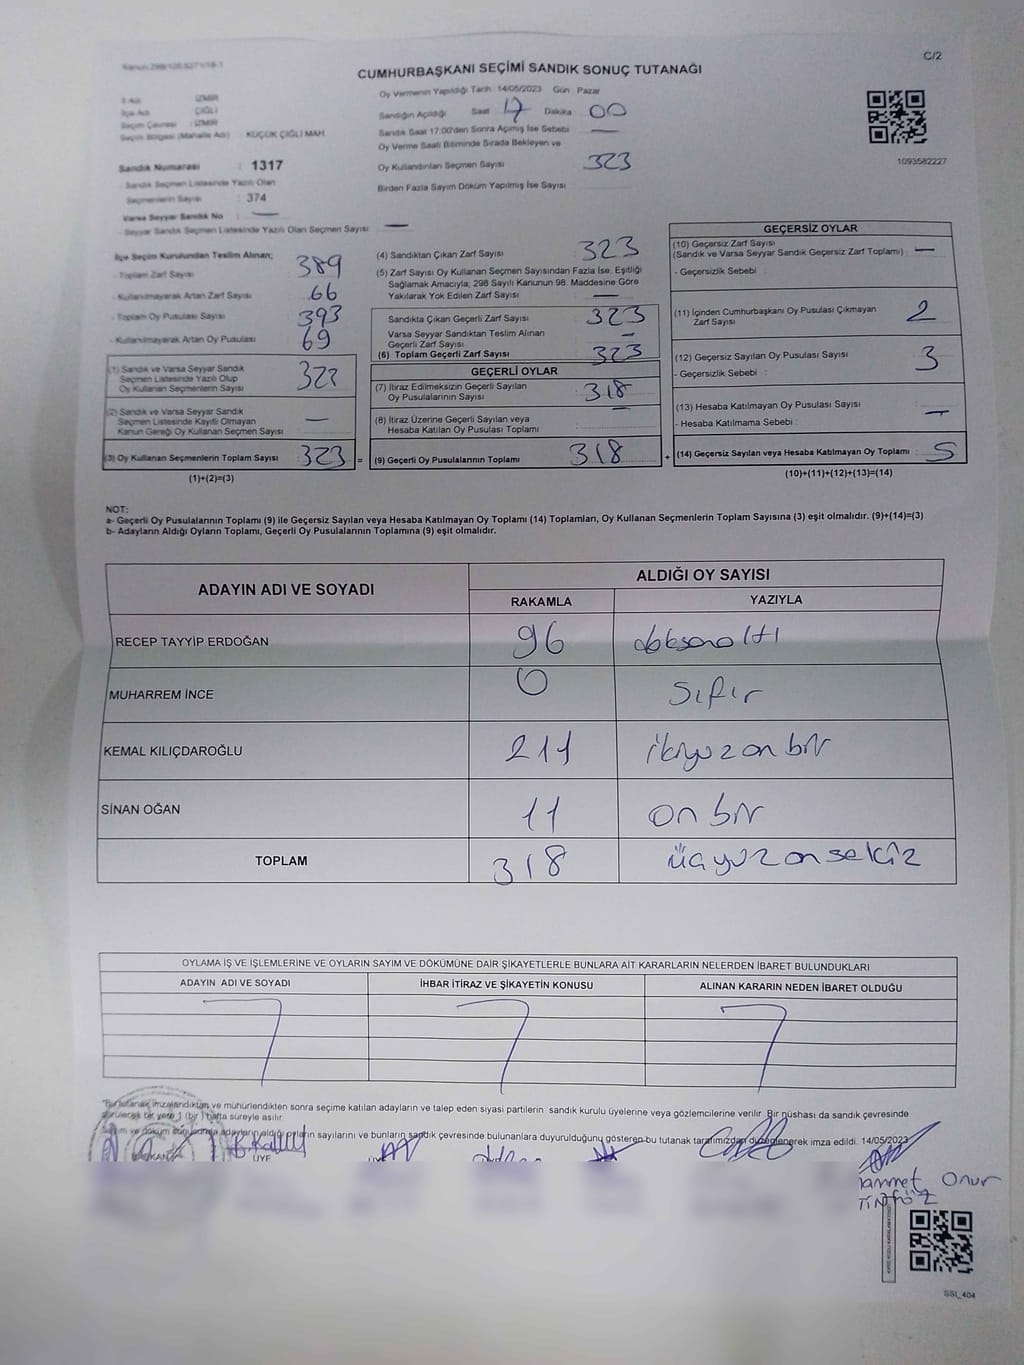 C/2
CUMHURBAŞKANI SEÇİMİ SANDIK SONUÇ TUTANAĞI
Oy Vermenin Yapıldığı Tarih 14/05/2023 Gün Pazar
İl Adı : İZMİR
İlçe Adı : ÇİĞLİ
Seçim Çevresi : İZMİR
Seçim Bölgesi (Mahalle Adı) : KÜÇÜK ÇİĞLİ MAH
Sandık Numarası : 1317
- Sandık Seçmen Listesinde Yazılı Olan
Seçmenlerin Sayısı : 374
Varsa Seyyar Sandık No : —
- Seyyar Sandık Seçmen Listesinde Yazılı Olan Seçmen Sayısı —
Sandığın Açıldığı Saat 17 Dakika 00
Sandık Saat 17.00'den Sonra Açımış İse Sebebi —
Oy Verme Saati Bitiminde Sırada Bekleyen ve
Oy Kullandırılan Seçmen Sayısı 323
Birden Fazla Sayım Döküm Yapılmış İse Sayısı
1093582227
İlçe Seçim Kurulundan Teslim Alınan;
- Toplam Zarf Sayısı 389
- Kullanılmayarak Artan Zarf Sayısı 66
- Toplam Oy Pusulası Sayısı 393
- Kullanılmayarak Artan Oy Pusulası 69
(1) Sandık ve Varsa Seyyar Sandık
Seçmen Listesinde Yazılı Olup
Oy Kullanan Seçmenlerin Sayısı :
(2) Sandık ve Varsa Seyyar Sandık
Seçmen Listesinde Kayıtlı Olmayan
Kanun Gereği Oy Kullanan Seçmen Sayısı : —
(3) Oy Kullanan Seçmenlerin Toplam Sayısı : 323 =
(1)+(2)=(3)
(4) Sandıktan Çıkan Zarf Sayısı 323
(5) Zarf Sayısı Oy Kullanan Seçmen Sayısından Fazla İse, Eşitliği
Sağlamak Amacıyla, 298 Sayılı Kanunun 98. Maddesine Göre
Yakılarak Yok Edilen Zarf Sayısı —
Sandıkta Çıkan Geçerli Zarf Sayısı 323
Varsa Seyyar Sandıktan Teslim Alınan
Geçerli Zarf Sayısı —
(6) Toplam Geçerli Zarf Sayısı 323
GEÇERLİ OYLAR
(7) İtiraz Edilmeksizin Geçerli Sayılan
Oy Pusulalarının Sayısı : 318
(8) İtiraz Üzerine Geçerli Sayılan veya
Hesaba Katılan Oy Pusulası Toplamı : —
(9) Geçerli Oy Pusulalarının Toplamı 318 +
GEÇERSİZ OYLAR
(10) Geçersiz Zarf Sayısı
(Sandık ve Varsa Seyyar Sandık Geçersiz Zarf Toplamı) : —
- Geçersizlik Sebebi :
(11) İçinden Cumhurbaşkanı Oy Pusulası Çıkmayan
Zarf Sayısı 2
(12) Geçersiz Sayılan Oy Pusulası Sayısı : 3
- Geçersizlik Sebebi :
(13) Hesaba Katılmayan Oy Pusulası Sayısı : —
- Hesaba Katılmama Sebebi :
(14) Geçersiz Sayılan veya Hesaba Katılmayan Oy Toplamı : 5
(10)+(11)+(12)+(13)=(14)
NOT:
a- Geçerli Oy Pusulalarının Toplamı (9) ile Geçersiz Sayılan veya Hesaba Katılmayan Oy Toplamı (14) Toplamları, Oy Kullanan Seçmenlerin Toplam Sayısına (3) eşit olmalıdır. (9)+(14)=(3)
b- Adayların Aldığı Oyların Toplamı, Geçerli Oy Pusulalarının Toplamına (9) eşit olmalıdır.
ADAYIN ADI VE SOYADI
ALDIĞI OY SAYISI
RAKAMLA YAZIYLA
RECEP TAYYİP ERDOĞAN 96
MUHARREM İNCE 0 sıfır
KEMAL KILIÇDAROĞLU 211 ikiyüz on bir
SİNAN OĞAN 11 on bir
TOPLAM 318
OYLAMA İŞ VE İŞLEMLERİNE VE OYLARIN SAYIM VE DÖKÜMÜNE DAİR ŞİKAYETLERLE BUNLARA AİT KARARLARIN NELERDEN İBARET BULUNDUKLARI
ADAYIN ADI VE SOYADI İHBAR İTİRAZ VE ŞİKAYETİN KONUSU ALINAN KARARIN NEDEN İBARET OLDUĞU
Bu tutanak imzalandıktan ve mühürlendikten sonra seçime katılan adayların ve talep eden siyasi partilerin sandık kurulu üyelerine veya gözlemcilerine verilir. Bir nüshası da sandık çevresinde
görülecek bir yere 1 (bir) hafta süreyle asılır.
Sayım ve döküm sonucunda adayların aldığı oyların sayılarını ve bunların sandık çevresinde bulunanlara duyurulduğunu gösteren bu tutanak tarafımızdan düzenlenerek imza edildi. 14/05/2023
BAŞKAN ÜYE
Onur
SSI_404